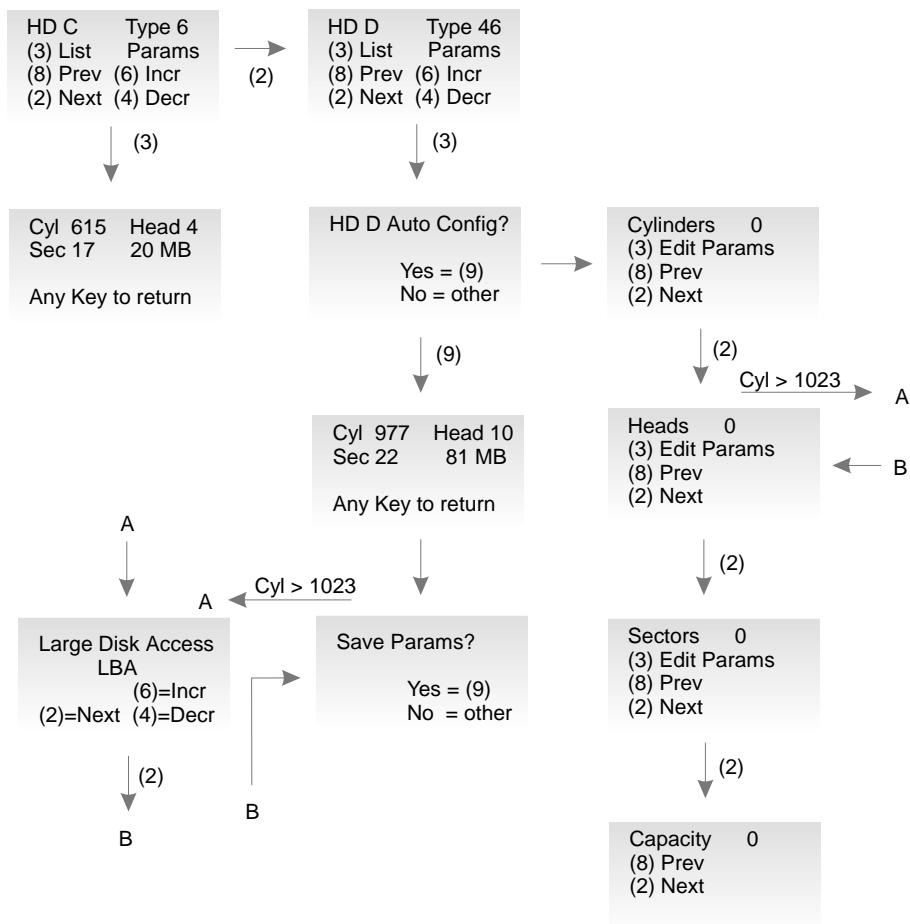 HD C Type 6
(3) List Params
(8) Prev (6) Incr
(2) Next (4) Decr
(2)
HD D Type 46
(3) List Params
(8) Prev (6) Incr
(2) Next (4) Decr
(3)
(3)
Cyl 615 Head 4
Sec 17 20 MB
Any Key to return
HD D Auto Config?
Yes = (9)
No = other
Cylinders 0
(3) Edit Params
(8) Prev
(2) Next
(9)
(2)
Cyl > 1023
A
Cyl 977 Head 10
Sec 22 81 MB
Any Key to return
Heads 0
(3) Edit Params
(8) Prev
(2) Next
B
A
(2)
A
Cyl > 1023
Large Disk Access
LBA
(6)=Incr
(2)=Next (4)=Decr
Save Params?
Yes = (9)
No = other
Sectors 0
(3) Edit Params
(8) Prev
(2) Next
(2)
B
B
(2)
Capacity 0
(8) Prev
(2) Next